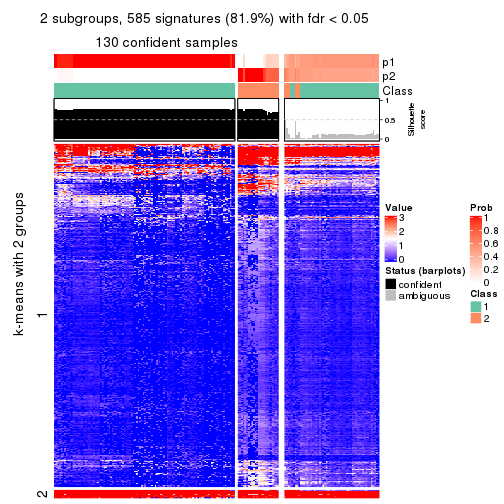 2 subgroups, 585 signatures (81.9%) with fdr < 0.05
130 confident samples
p1
p2
Class
1
0.5
0
Silhouette
score
k-means with 2 groups
1
2
Value
3
2
1
0
Status (barplots)
confident
ambiguous
Prob
1
0.8
0.6
0.4
0.2
0
Class
1
2